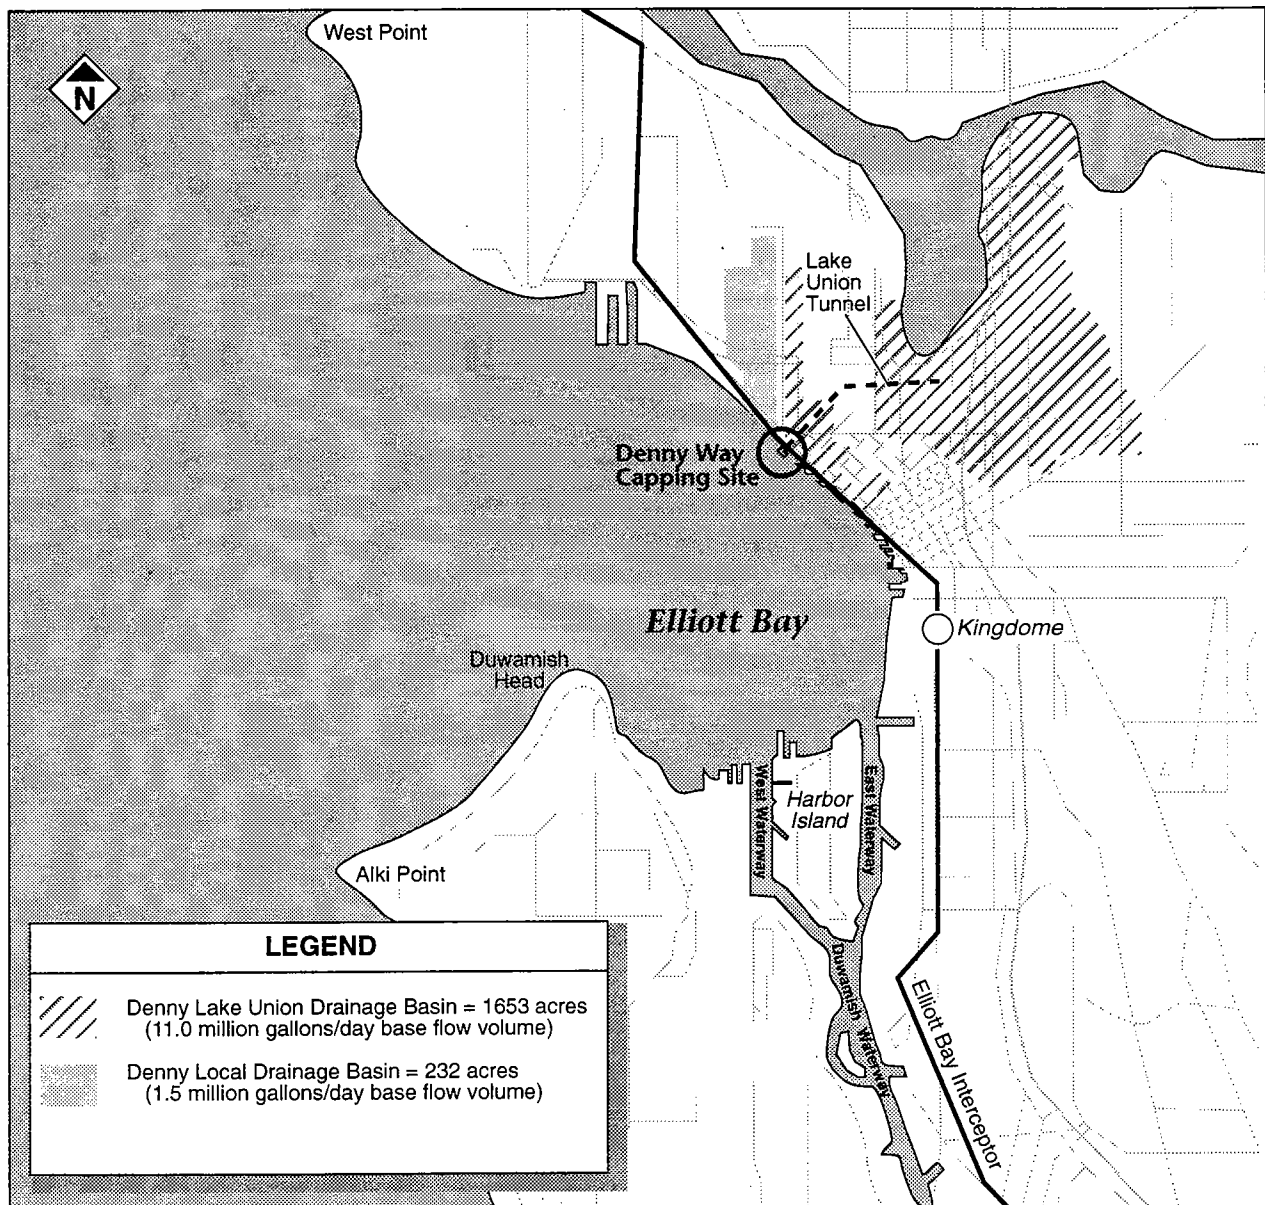 West Point
N
Lake
Union
Tunnel
Denny Way
Capping Site
Elliott Bay
Kingdome
Duwamish
Head
West Waterway
Harbor
Island
East Waterway
Alki Point
Duwamish Waterway
Elliott Bay Interceptor
LEGEND
Denny Lake Union Drainage Basin = 1653 acres
(11.0 million gallons/day base flow volume)
Denny Local Drainage Basin = 232 acres
(1.5 million gallons/day base flow volume)